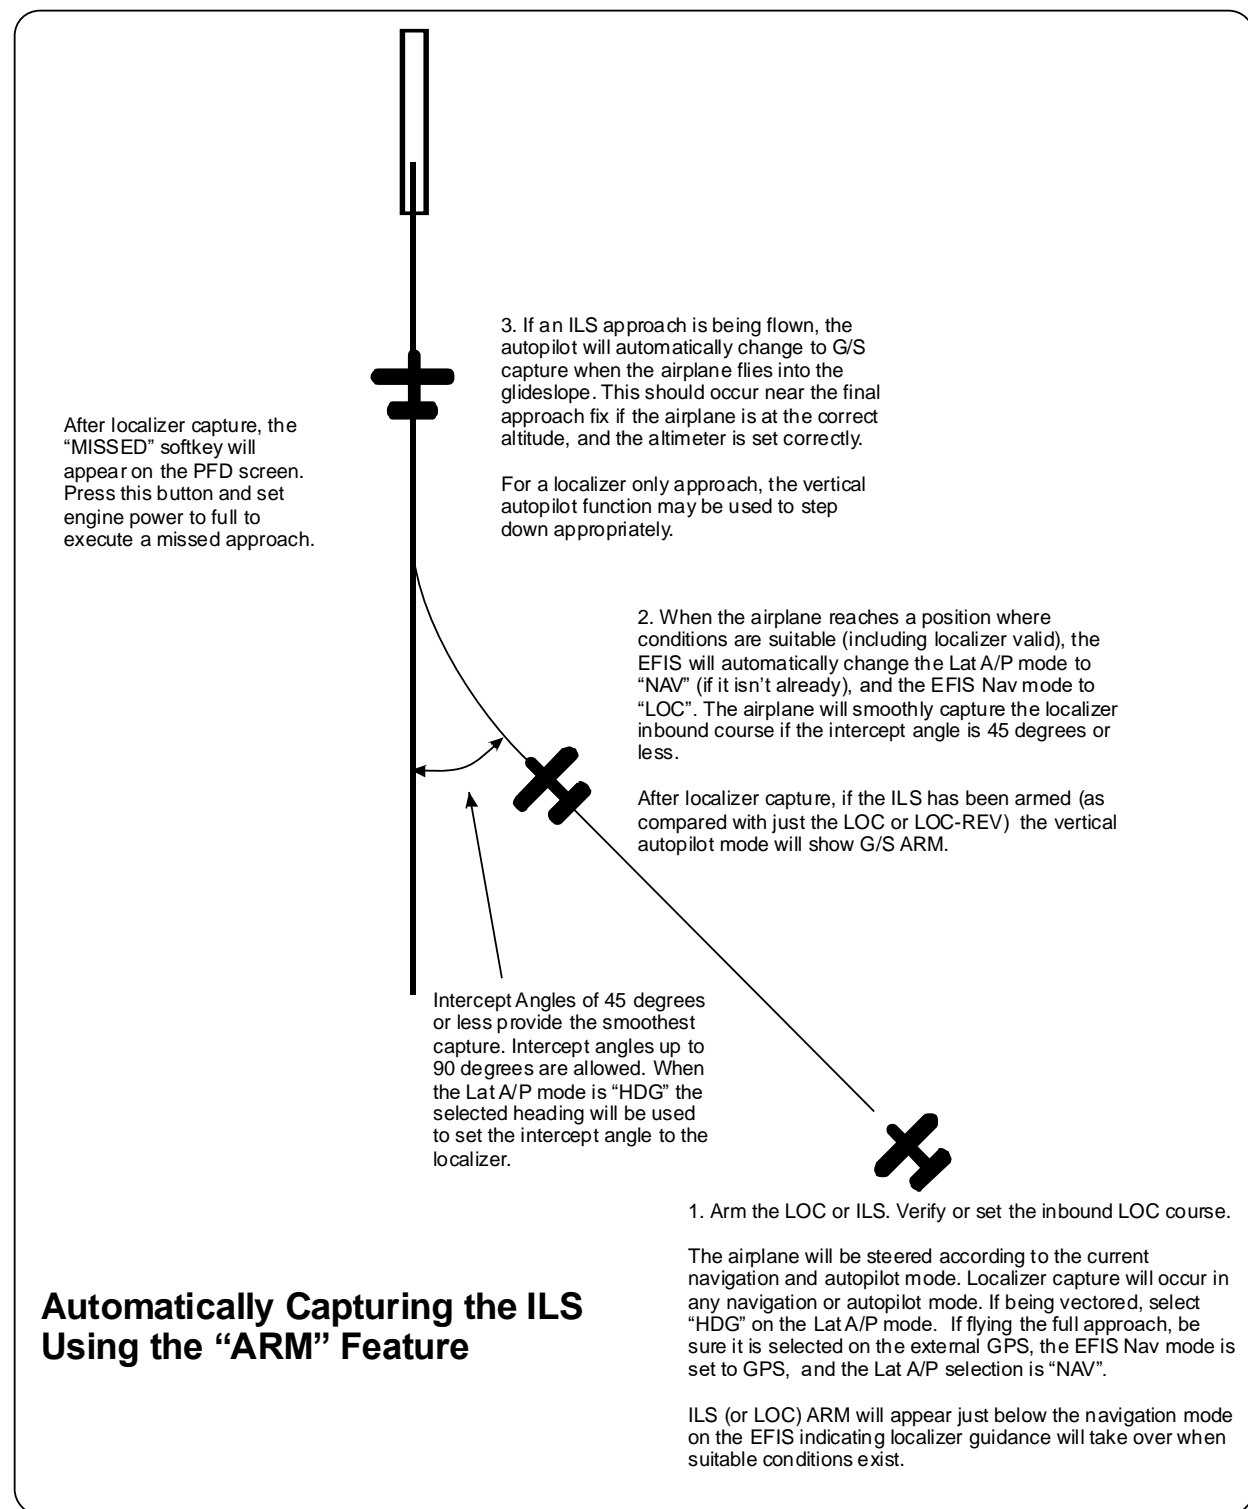 3. If an ILS approach is being flown, the
autopilot will automatically change to G/S
capture when the airplane flies into the
glideslope. This should occur near the final
approach fix if the airplane is at the correct
altitude, and the altimeter is set correctly.
For a localizer only approach, the vertical
autopilot function may be used to step
down appropriately.
After localizer capture, the
“MISSED” softkey will
appear on the PFD screen.
Press this button and set
engine power to full to
execute a missed approach.
2. When the airplane reaches a position where
conditions are suitable (including localizer valid), the
EFIS will automatically change the Lat A/P mode to
“NAV” (if it isn’t already), and the EFIS Nav mode to
“LOC”. The airplane will smoothly capture the localizer
inbound course if the intercept angle is 45 degrees or
less.
After localizer capture, if the ILS has been armed (as
compared with just the LOC or LOC-REV) the vertical
autopilot mode will show G/S ARM.
Intercept Angles of 45 degrees
or less provide the smoothest
capture. Intercept angles up to
90 degrees are allowed. When
the Lat A/P mode is “HDG” the
selected heading will be used
to set the intercept angle to the
localizer.
1. Arm the LOC or ILS. Verify or set the inbound LOC course.
The airplane will be steered according to the current
navigation and autopilot mode. Localizer capture will occur in
any navigation or autopilot mode. If being vectored, select
“HDG” on the Lat A/P mode. If flying the full approach, be
sure it is selected on the external GPS, the EFIS Nav mode is
set to GPS, and the Lat A/P selection is “NAV”.
ILS (or LOC) ARM will appear just below the navigation mode
on the EFIS indicating localizer guidance will take over when
suitable conditions exist.
Automatically Capturing the ILS
Using the “ARM” Feature